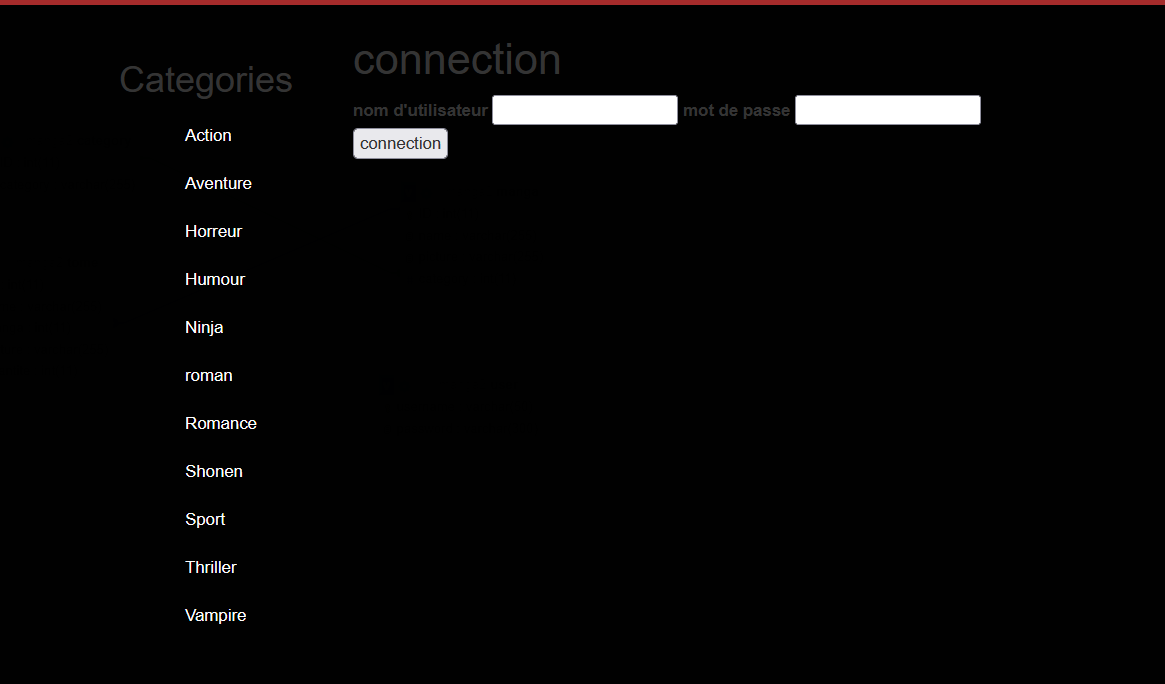 Categories
Action
Aventure
Horreur
Humour
Ninja
roman
Romance
Shonen
Sport
Thriller
Vampire
connection
nom d'utilisateur mot de passe
connection